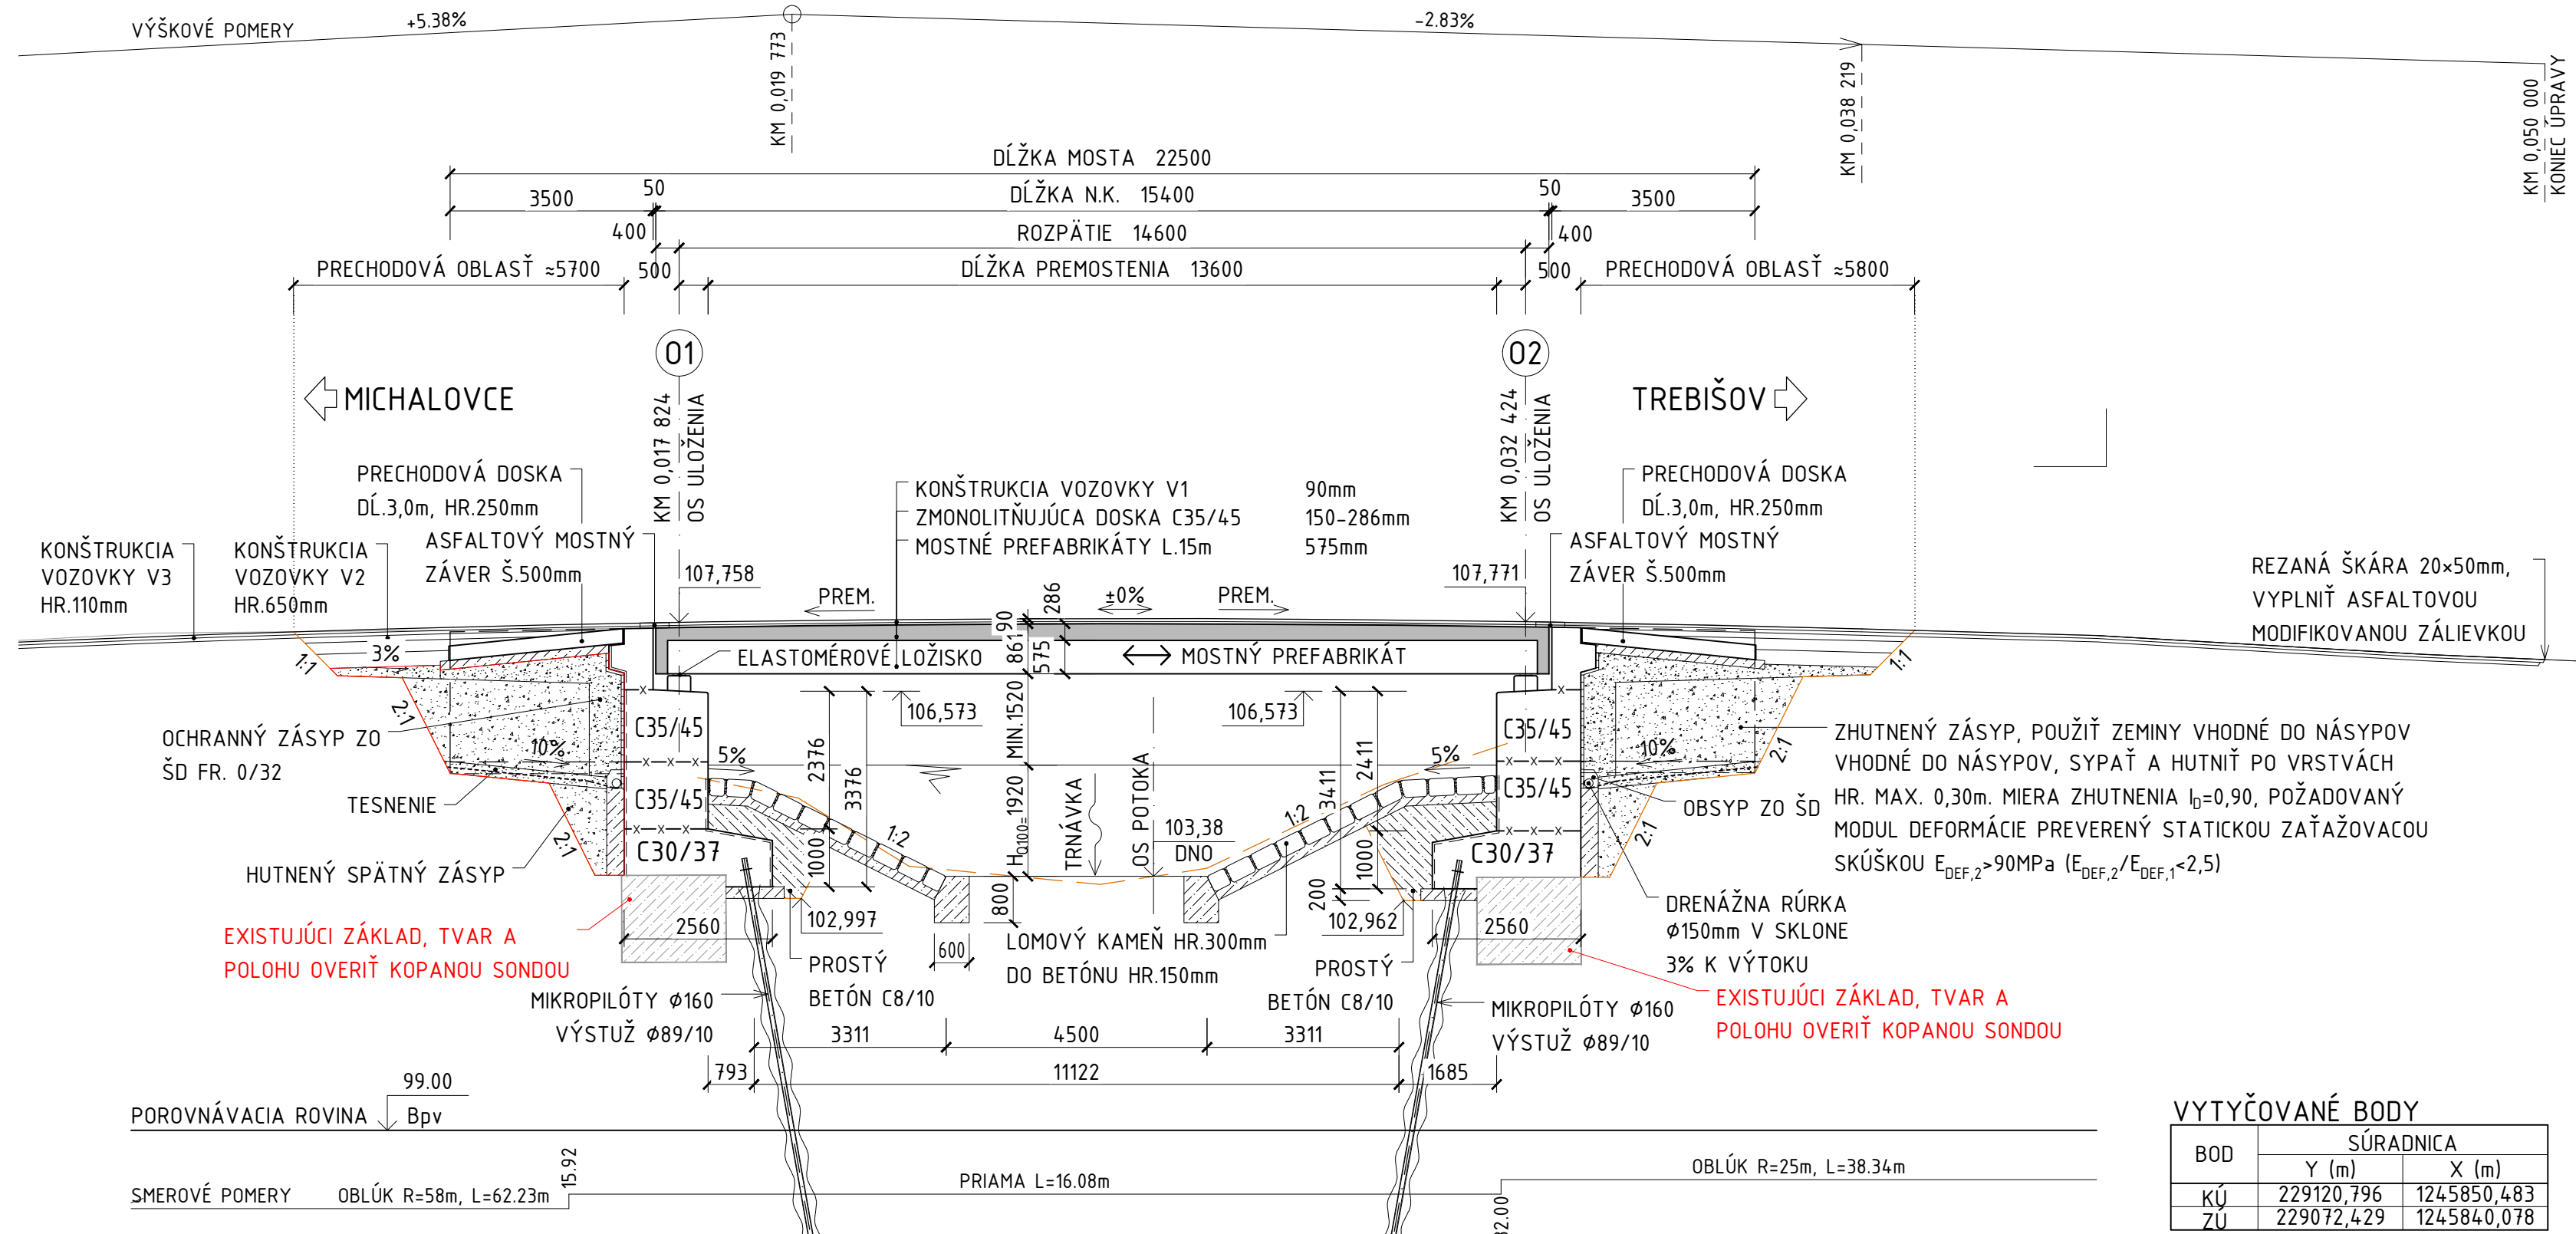 VÝŠKOVÉ POMERY
+5.38%
-2.83%
KM 0,019 773
KM 0,038 219
KM 0,050 000
KONIEC ÚPRAVY
DĹŽKA MOSTA 22500
3500
50
DĹŽKA N.K. 15400
50
3500
400
ROZPÄTIE 14600
400
PRECHODOVÁ OBLASŤ ≈5700
500
DĹŽKA PREMOSTENIA 13600
500
PRECHODOVÁ OBLASŤ ≈5800
O1
O2
MICHALOVCE
TREBIŠOV
KM 0,017 824
OS ULOŽENIA
KM 0,032 424
OS ULOŽENIA
PRECHODOVÁ DOSKA
DĹ.3,0m, HR.250mm
ASFALTOVÝ MOSTNÝ
ZÁVER Š.500mm
KONŠTRUKCIA
VOZOVKY V3
HR.110mm
KONŠTRUKCIA
VOZOVKY V2
HR.650mm
KONŠTRUKCIA VOZOVKY V1 90mm
ZMONOLITŇUJÚCA DOSKA C35/45 150-286mm
MOSTNÉ PREFABRIKÁTY L.15m 575mm
PRECHODOVÁ DOSKA
DĹ.3,0m, HR.250mm
ASFALTOVÝ MOSTNÝ
ZÁVER Š.500mm
REZANÁ ŠKÁRA 20×50mm,
VYPLNIŤ ASFALTOVOU
MODIFIKOVANOU ZÁLIEVKOU
107,758
107,771
PREM.
±0%
PREM.
90
286
861
575
3%
1:1
1:1
ELASTOMÉROVÉ LOŽISKO
MOSTNÝ PREFABRIKÁT
106,573
106,573
MIN.1520
2:1
2:1
C35/45
C35/45
OCHRANNÝ ZÁSYP ZO
ŠD FR. 0/32
10%
10%
5%
5%
2376
3376
2411
3411
TESNENIE
C35/45
C35/45
OBSYP ZO ŠD
ZHUTNENÝ ZÁSYP, POUŽIŤ ZEMINY VHODNÉ DO NÁSYPOV
VHODNÉ DO NÁSYPOV, SYPAŤ A HUTNIŤ PO VRSTVÁCH
HR. MAX. 0,30m. MIERA ZHUTNENIA ID=0,90, POŽADOVANÝ
MODUL DEFORMÁCIE PREVERENÝ STATICKOU ZAŤAŽOVACOU
SKÚŠKOU EDEF,2>90MPa (EDEF,2/EDEF,1<2,5)
HUTNENÝ SPÄTNÝ ZÁSYP
2:1
2:1
C30/37
C30/37
1:2
1:2
1000
1000
HQ100=1920
TRNÁVKA
OS POTOKA
103,38
DNO
800
200
102,997
102,962
2560
2560
600
EXISTUJÚCI ZÁKLAD, TVAR A
POLOHU OVERIŤ KOPANOU SONDOU
LOMOVÝ KAMEŇ HR.300mm
DO BETÓNU HR.150mm
DRENÁŽNA RÚRKA
Ø150mm V SKLONE
3% K VÝTOKU
PROSTÝ
BETÓN C8/10
PROSTÝ
BETÓN C8/10
MIKROPILÓTY Ø160
VÝSTUŽ Ø89/10
MIKROPILÓTY Ø160
VÝSTUŽ Ø89/10
EXISTUJÚCI ZÁKLAD, TVAR A
POLOHU OVERIŤ KOPANOU SONDOU
3311
4500
3311
793
11122
1685
99.00
POROVNÁVACIA ROVINA
Bpv
SMEROVÉ POMERY
OBLÚK R=58m, L=62.23m
15.92
PRIAMA L=16.08m
32.00
OBLÚK R=25m, L=38.34m
VYTYČOVANÉ BODY
BOD SÚRADNICA
Y (m) X (m)
KÚ 229120,796 1245850,483
ZÚ 229072,429 1245840,078